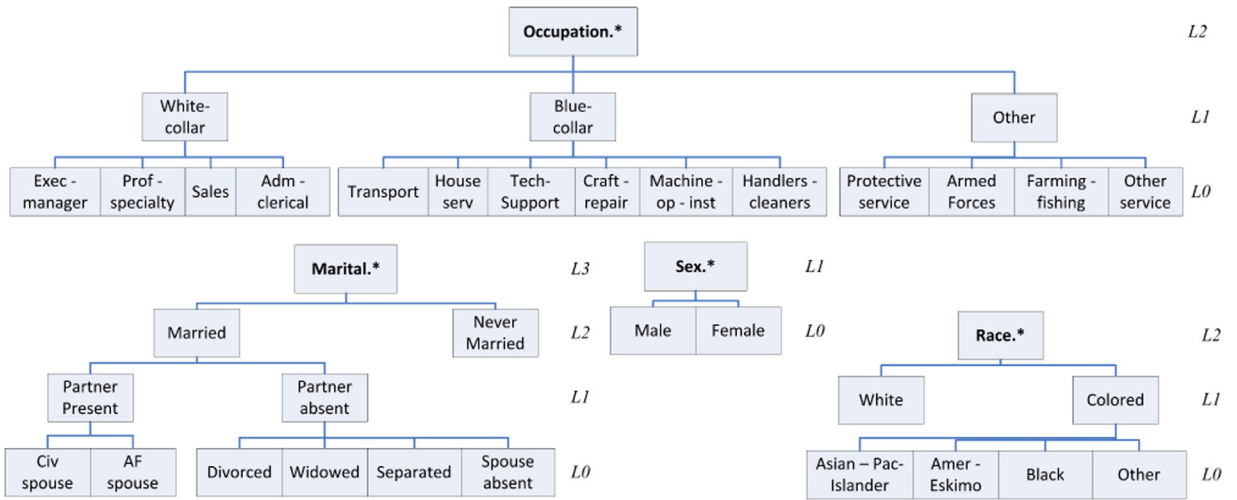 Occupation.*
L2
White-
collar
Blue-
collar
Other
L1
Exec -
manager
Prof -
specialty
Sales
Adm -
clerical
Transport
House
serv
Tech-
Support
Craft -
repair
Machine -
op - inst
Handlers -
cleaners
Protective
service
Armed
Forces
Farming -
fishing
Other
service
L0
Marital.*
L3
Married
Never
Married
L2
Partner
Present
Partner
absent
L1
Civ
spouse
AF
spouse
Divorced
Widowed
Separated
Spouse
absent
L0
Sex.*
L1
Male
Female
L0
Race.*
L2
White
Colored
L1
Asian – Pac-
Islander
Amer -
Eskimo
Black
Other
L0